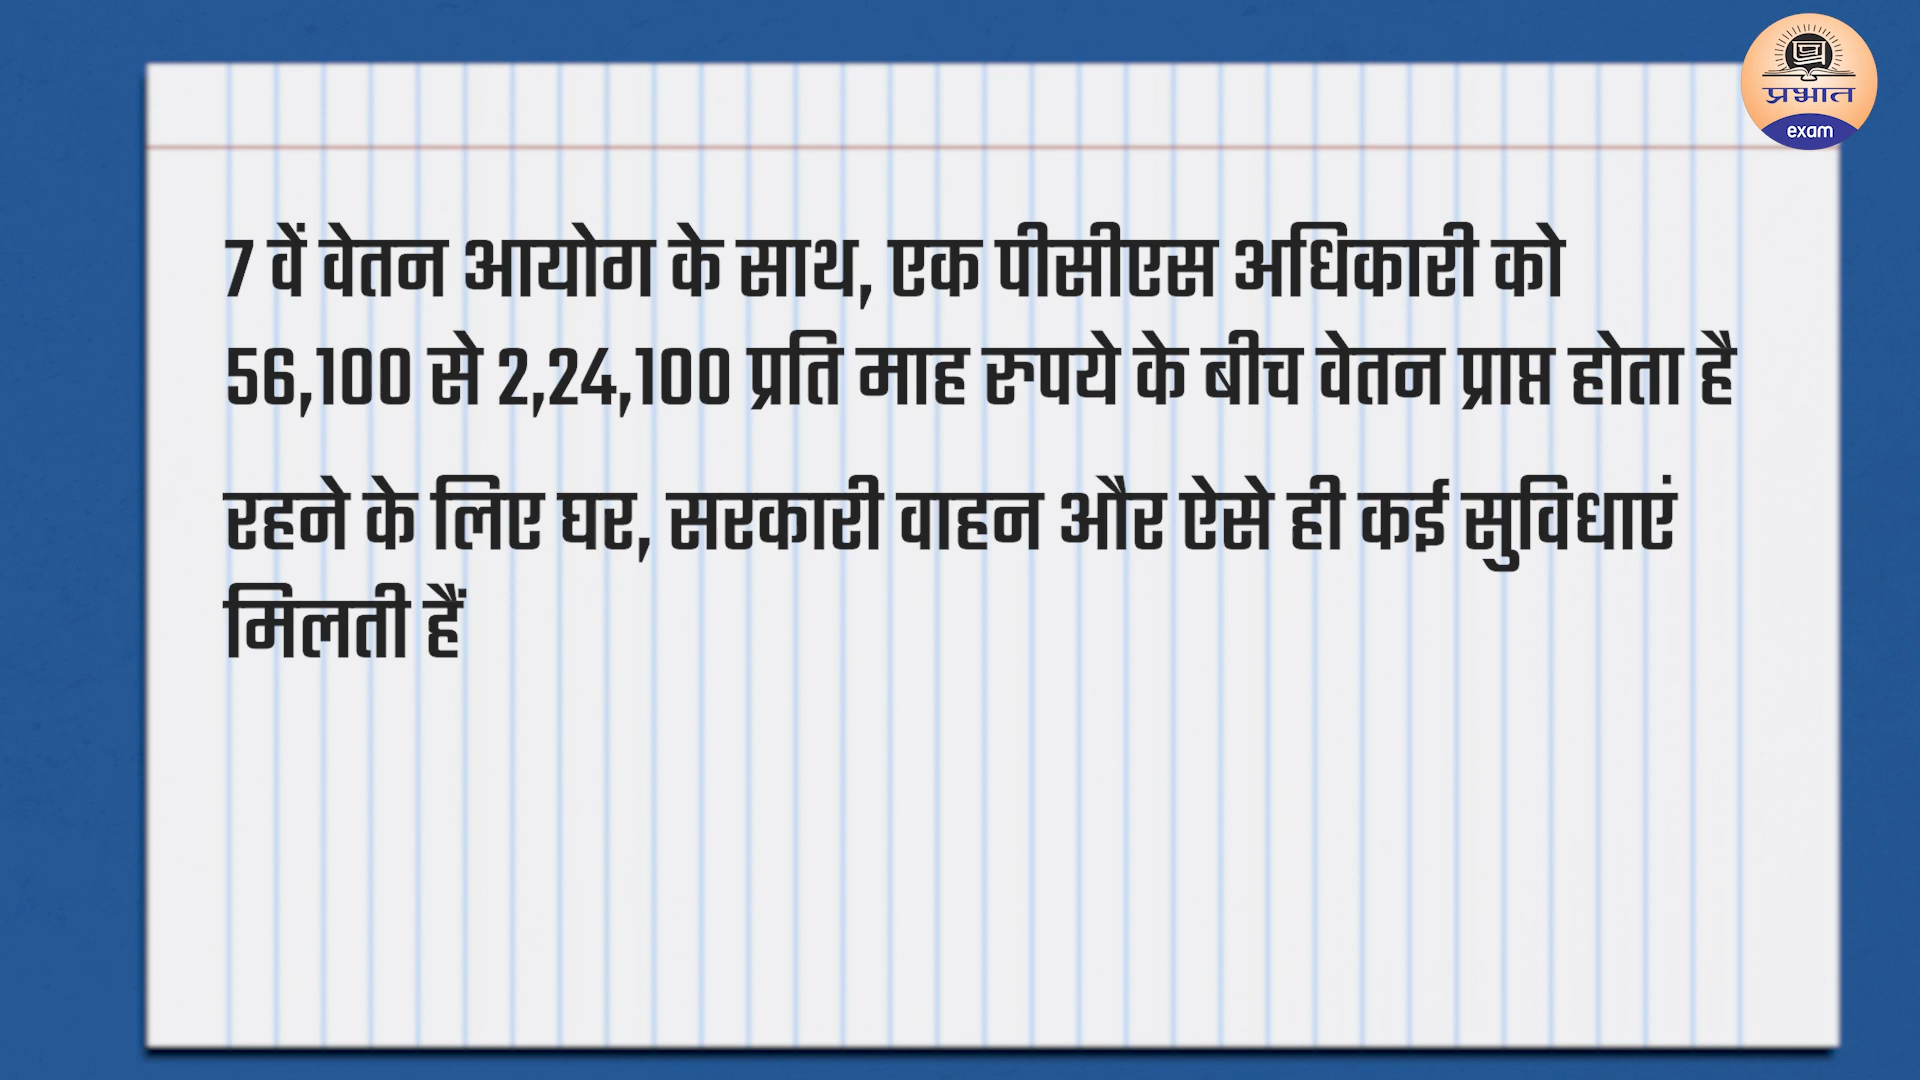 प्रभात
exam
7 वें वेतन आयोग के साथ, एक पीसीएस अधिकारी को
56,100 से 2,24,100 प्रति माह रुपये के बीच वेतन प्राप्त होता है
रहने के लिए घर, सरकारी वाहन और ऐसे ही कई सुविधाएं
मिलती हैं